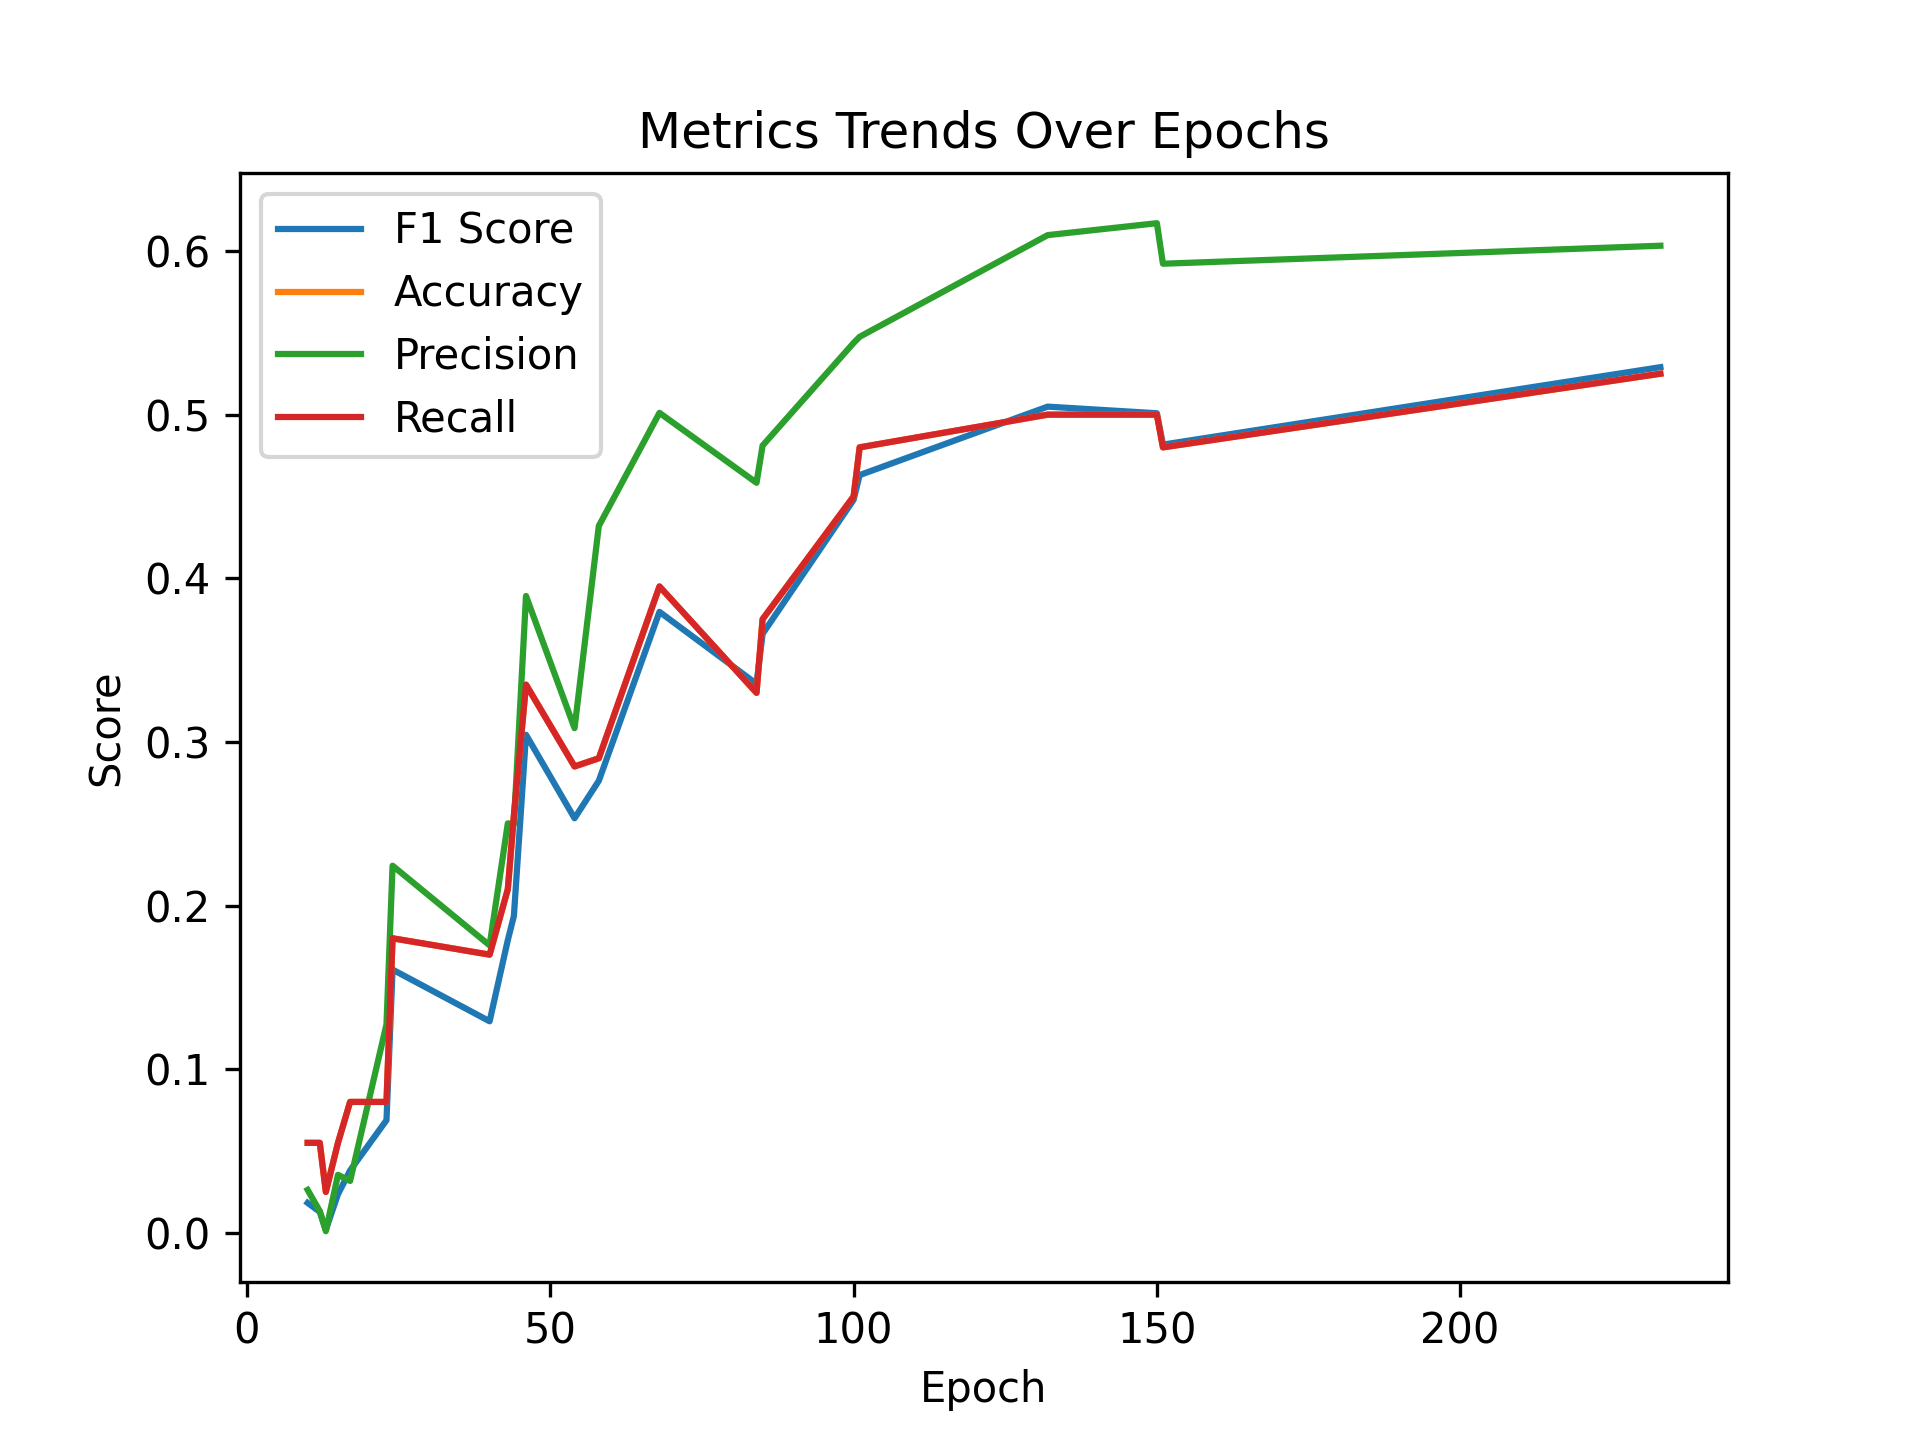 Metrics Trends Over Epochs
F1 Score
Accuracy
Precision
Recall
0.6
0.5
0.4
0.3
0.2
0.1
0.0
Score
0 50 100 150 200
Epoch